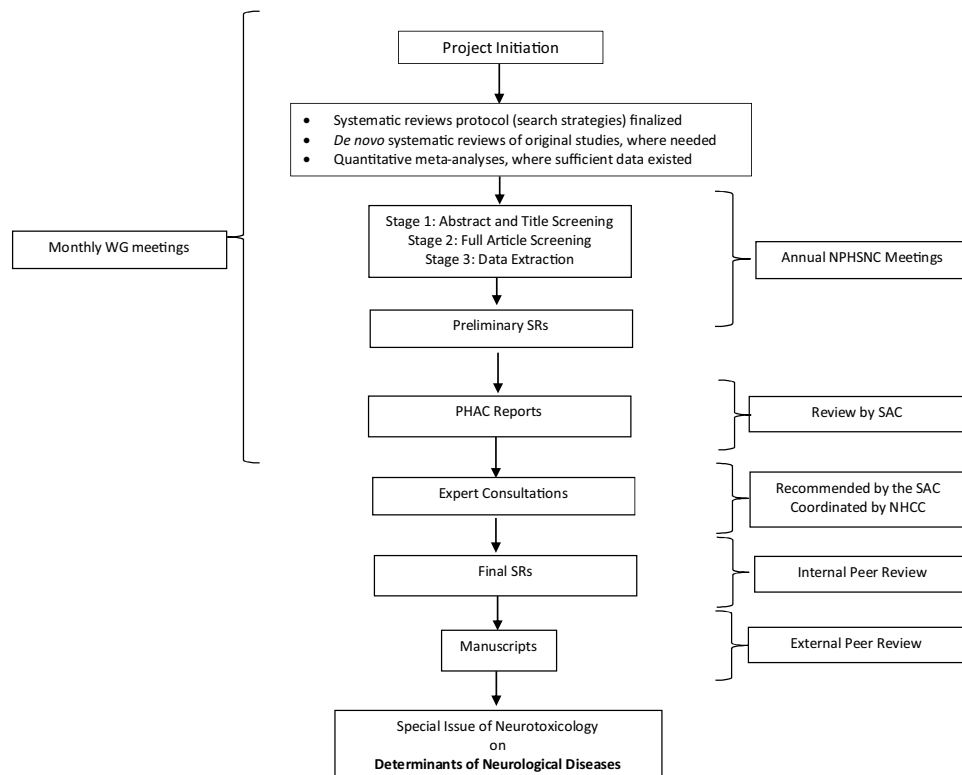 Project Initiation
• Systematic reviews protocol (search strategies) finalized
• De novo systematic reviews of original studies, where needed
• Quantitative meta-analyses, where sufficient data existed
Stage 1: Abstract and Title Screening
Stage 2: Full Article Screening
Stage 3: Data Extraction
Monthly WG meetings
Annual NPHSNC Meetings
Preliminary SRs
PHAC Reports
Review by SAC
Expert Consultations
Recommended by the SAC
Coordinated by NHCC
Final SRs
Internal Peer Review
Manuscripts
External Peer Review
Special Issue of Neurotoxicology
on
Determinants of Neurological Diseases